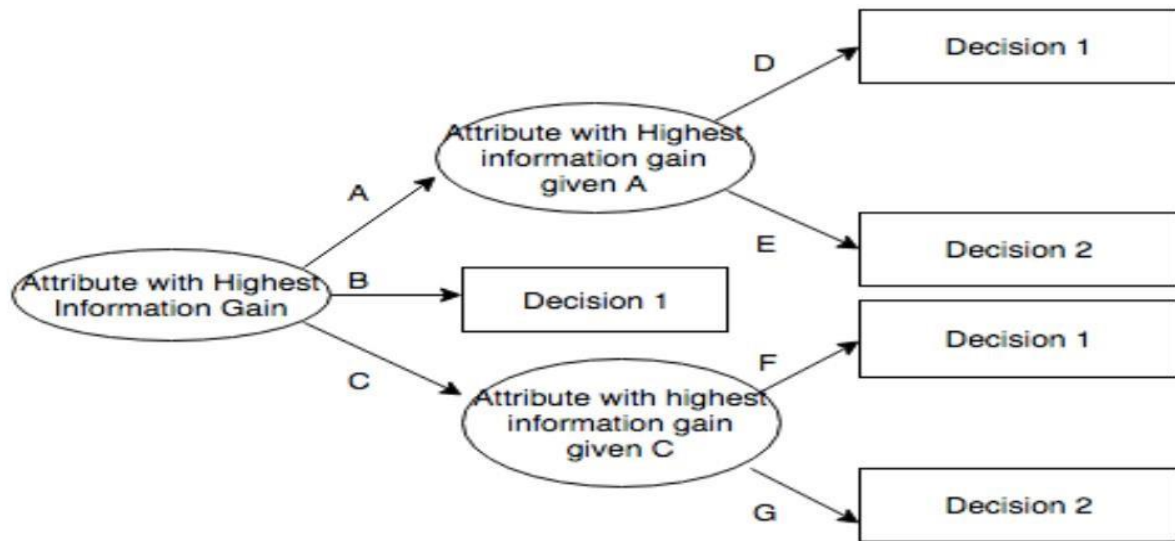 D
Decision 1
Attribute with Highest
information gain
given A
A
E
Decision 2
Attribute with Highest
Information Gain
B
Decision 1
C
F
Decision 1
Attribute with highest
information gain
given C
G
Decision 2